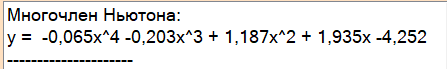 Многочлен Ньютона:
y =  -0,065x^4 -0,203x^3 + 1,187x^2 + 1,935x -4,252
---------------------